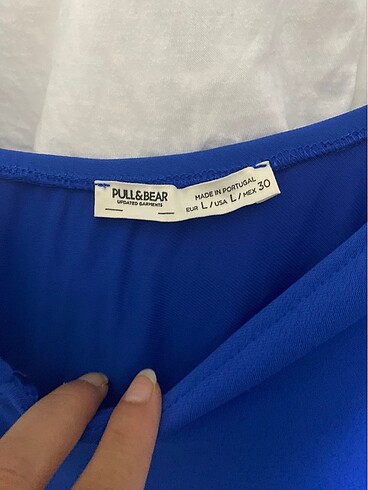 PULL&BEAR
UPDATED GARMENTS
MADE IN PORTUGAL
EUR L / USA L / MEX 30